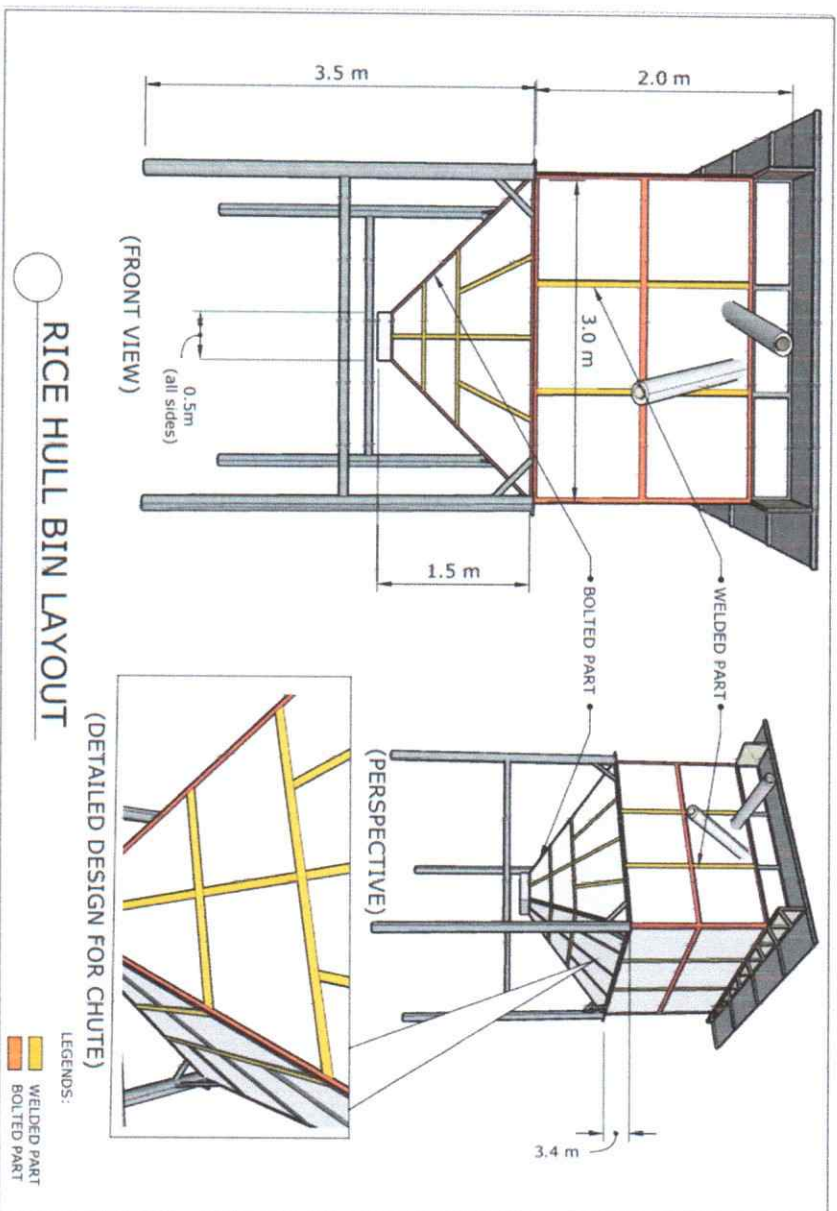 3.5 m
2.0 m
3.0 m
(FRONT VIEW)
0.5m
(all sides)
1.5 m
BOLTED PART
WELDED PART
(PERSPECTIVE)
3.4 m
(DETAILED DESIGN FOR CHUTE)
LEGENDS:
WELDED PART
BOLTED PART
RICE HULL BIN LAYOUT